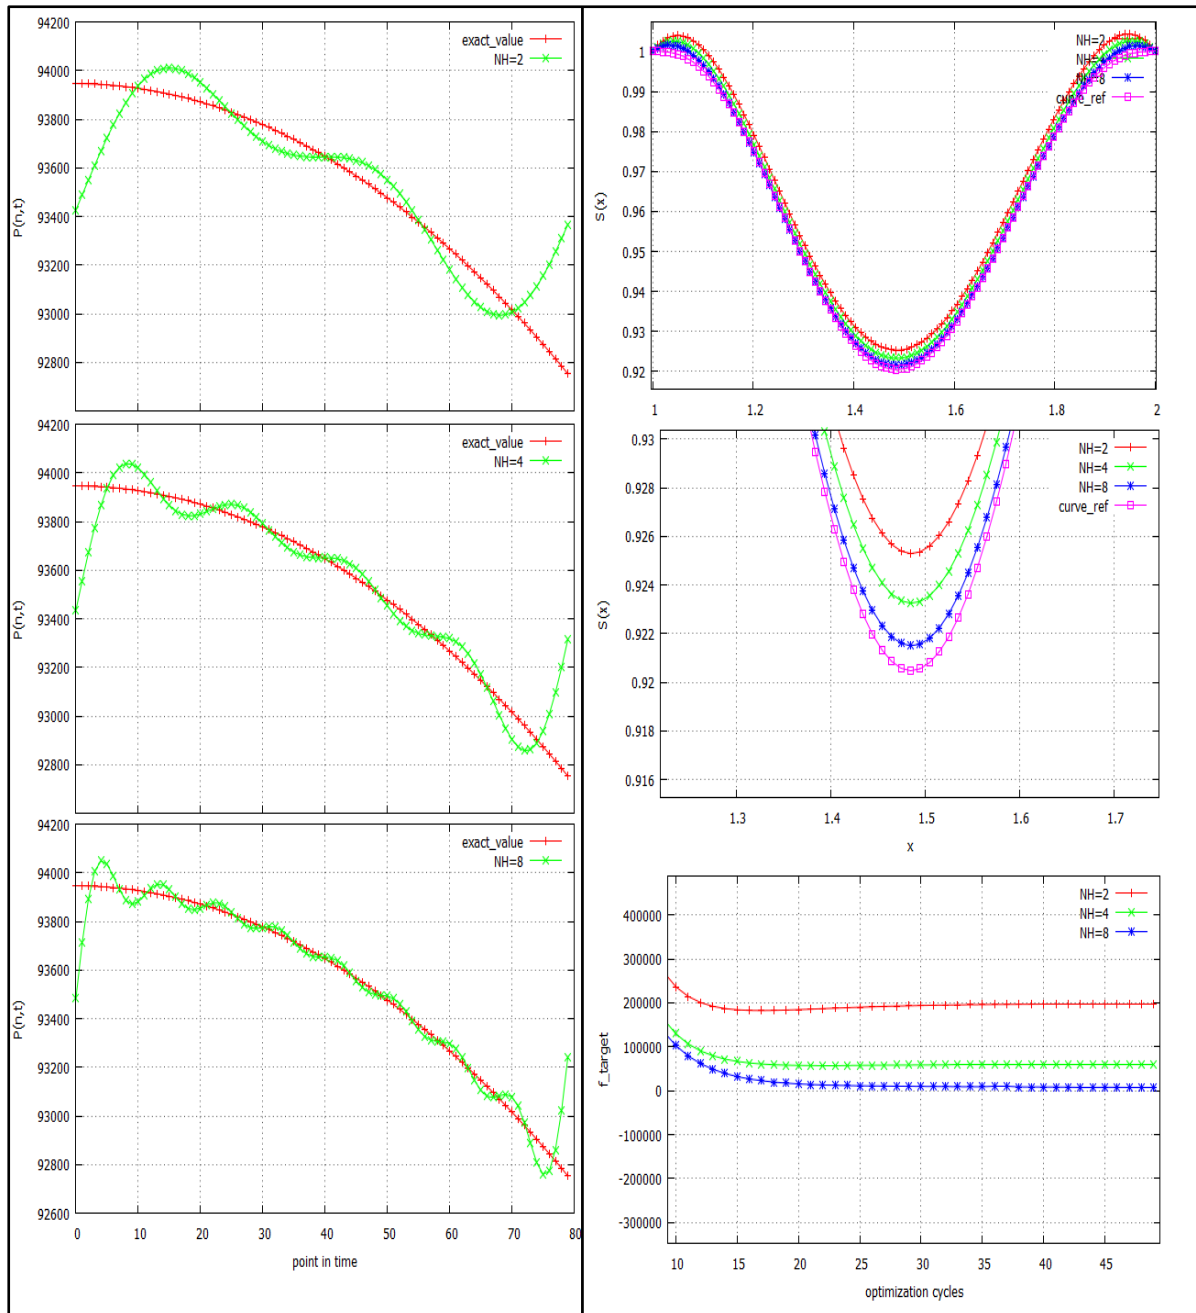 94200
94000
93800
93600
93400
93200
93000
92800
P(n,t)
exact_value
NH=2
94200
94000
93800
93600
93400
93200
93000
92800
P(n,t)
exact_value
NH=4
94200
94000
93800
93600
93400
93200
93000
92800
92600
P(n,t)
exact_value
NH=8
0 10 20 30 40 50 60 70 80
point in time
1
0.99
0.98
0.97
0.96
0.95
0.94
0.93
0.92
S(x)
NH=2
NH=4
NH=8
curve_ref
1 1.2 1.4 1.6 1.8 2
0.93
0.928
0.926
0.924
0.922
0.92
0.918
0.916
S(x)
NH=2
NH=4
NH=8
curve_ref
1.3 1.4 1.5 1.6 1.7
x
400000
300000
200000
100000
0
-100000
-200000
-300000
f_target
NH=2
NH=4
NH=8
10 15 20 25 30 35 40 45
optimization cycles